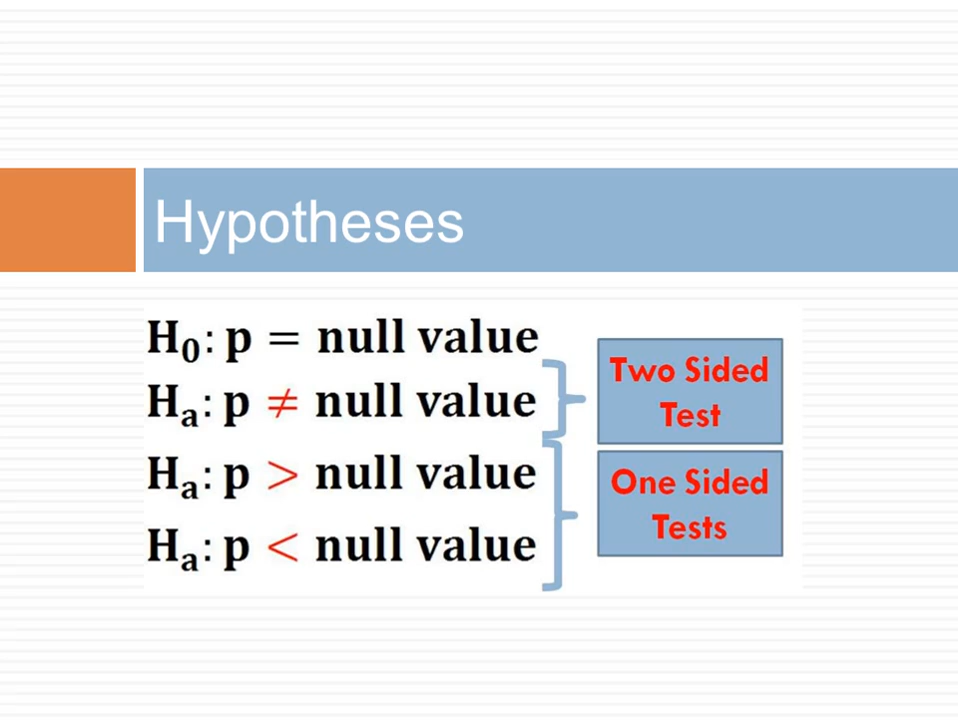 Hypotheses
H₀: p = null value
Hₐ: p ≠ null value
Two Sided
Test
Hₐ: p > null value
Hₐ: p < null value
One Sided
Tests